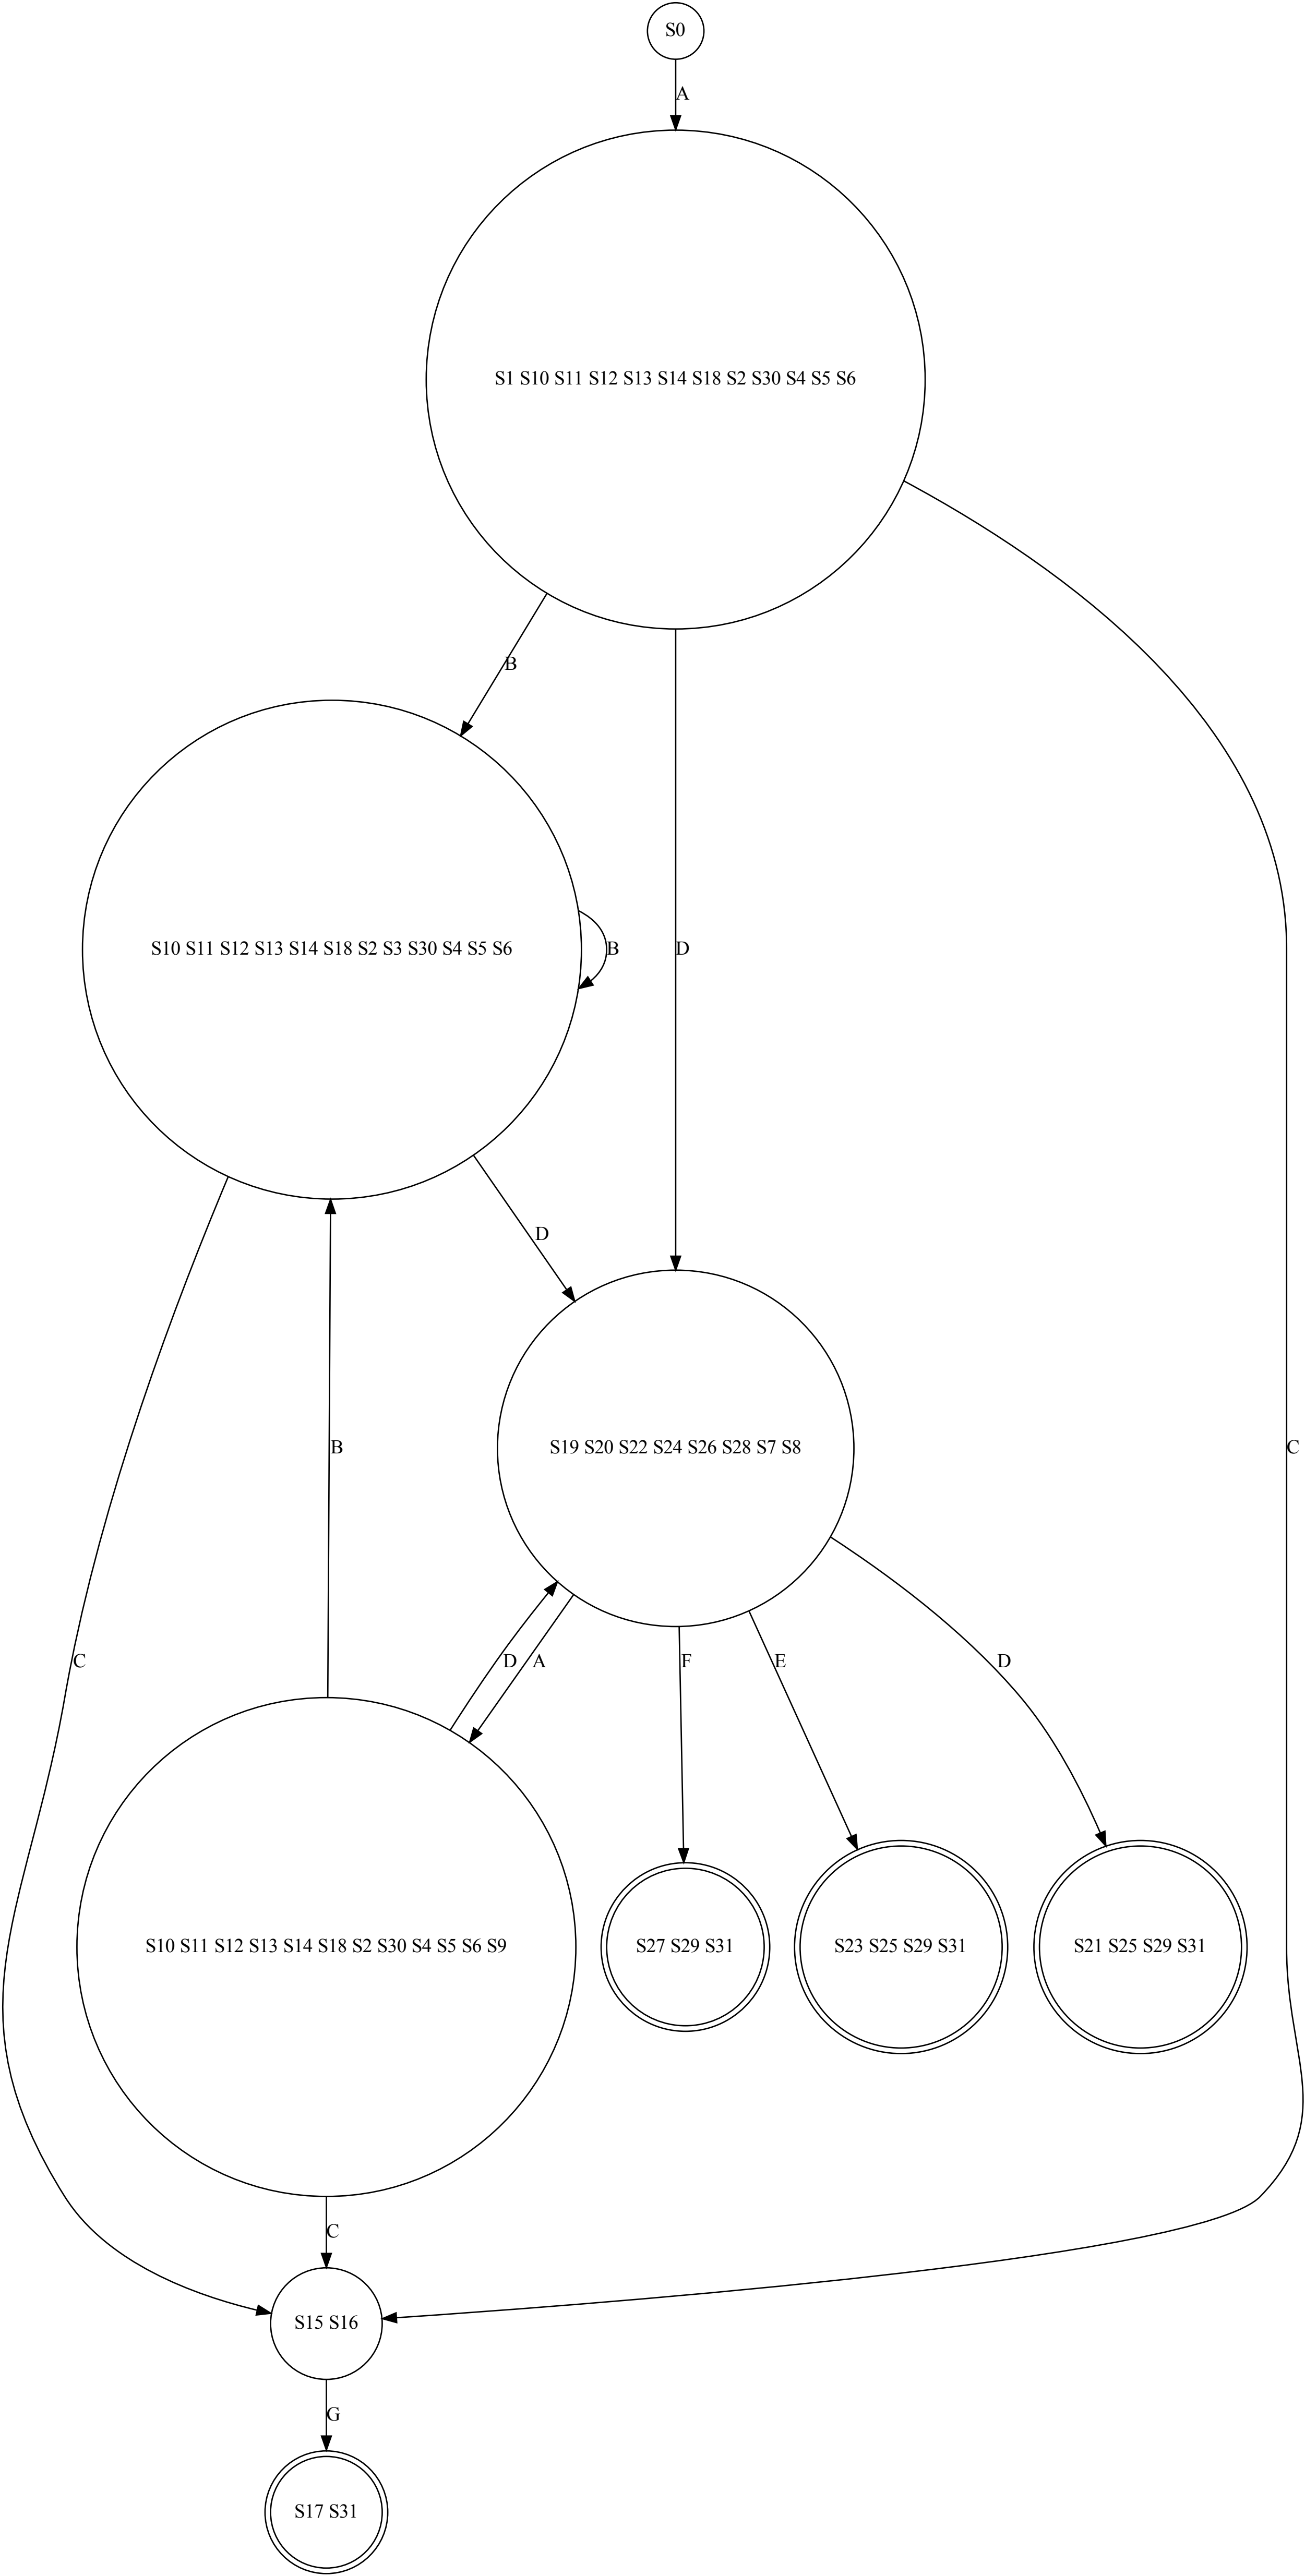 S0
A
S1 S10 S11 S12 S13 S14 S18 S2 S30 S4 S5 S6
B
S10 S11 S12 S13 S14 S18 S2 S3 S30 S4 S5 S6
B
D
D
S19 S20 S22 S24 S26 S28 S7 S8
B
C
C
D
A
F
E
D
S10 S11 S12 S13 S14 S18 S2 S30 S4 S5 S6 S9
S27 S29 S31
S23 S25 S29 S31
S21 S25 S29 S31
C
S15 S16
G
S17 S31